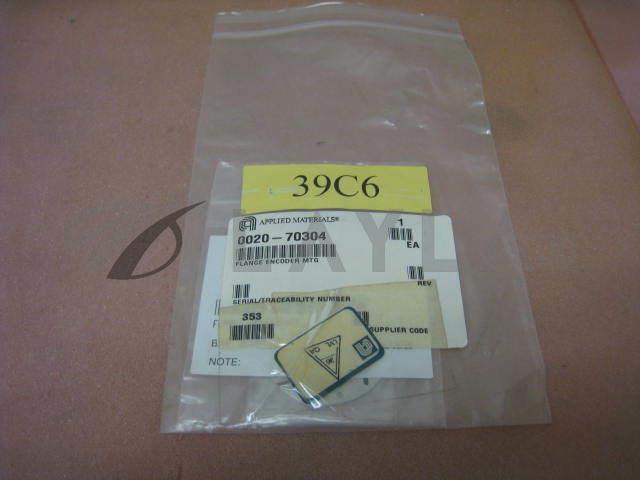 39C6
APPLIED MATERIALS®
1
0020-70304
EA
FLANGE ENCODER MTG
REV
SERIAL/TRACEABILITY NUMBER
353
SUPPLIER CODE
NOTE: